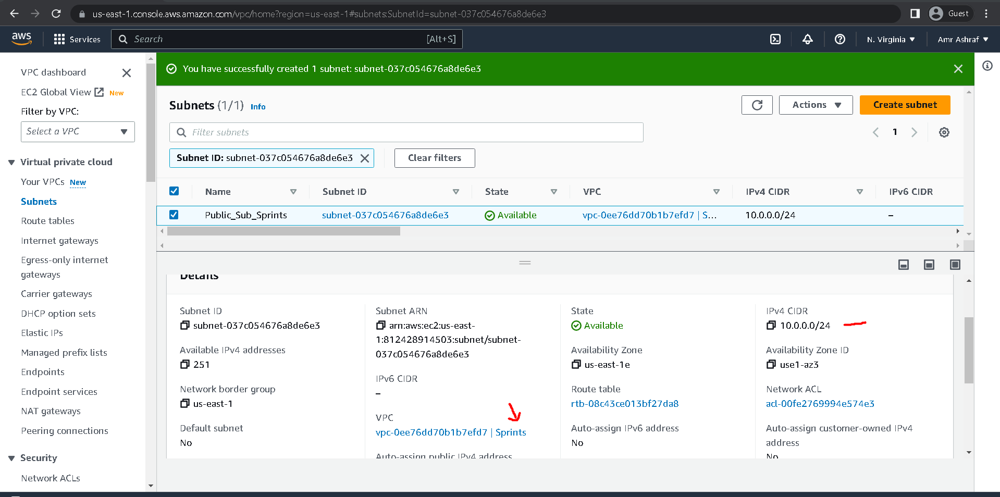 us-east-1.console.aws.amazon.com/vpc/home?region=us-east-1#subnets:SubnetId=subnet-037c054676a8de6e3
Guest
aws
Services
Search
[Alt+S]
N. Virginia
Amr Ashraf
VPC dashboard
EC2 Global View New
Filter by VPC:
Select a VPC
Virtual private cloud
Your VPCs New
Subnets
Route tables
Internet gateways
Egress-only internet
gateways
Carrier gateways
DHCP option sets
Elastic IPs
Managed prefix lists
Endpoints
Endpoint services
NAT gateways
Peering connections
Security
Network ACLs
You have successfully created 1 subnet: subnet-037c054676a8de6e3
Subnets (1/1) Info
Actions
Create subnet
Filter subnets
1
Subnet ID: subnet-037c054676a8de6e3
Clear filters
Name Subnet ID State VPC IPv4 CIDR IPv6 CIDR
Public_Sub_Sprints subnet-037c054676a8de6e3 Available vpc-0ee76dd70b1b7efd7 | S... 10.0.0.0/24 –
Details
Subnet ID
subnet-037c054676a8de6e3
Available IPv4 addresses
251
Network border group
us-east-1
Default subnet
No
Subnet ARN
arn:aws:ec2:us-east-
1:812428914503:subnet/subnet-
037c054676a8de6e3
IPv6 CIDR
–
VPC
vpc-0ee76dd70b1b7efd7 | Sprints
Auto-assign public IPv4 address
State
Available
Availability Zone
us-east-1e
Route table
rtb-08c43ce013bf27da8
Auto-assign IPv6 address
No
IPv4 CIDR
10.0.0.0/24
Availability Zone ID
use1-az3
Network ACL
acl-00fe2769994e574e3
Auto-assign customer-owned IPv4
address
No